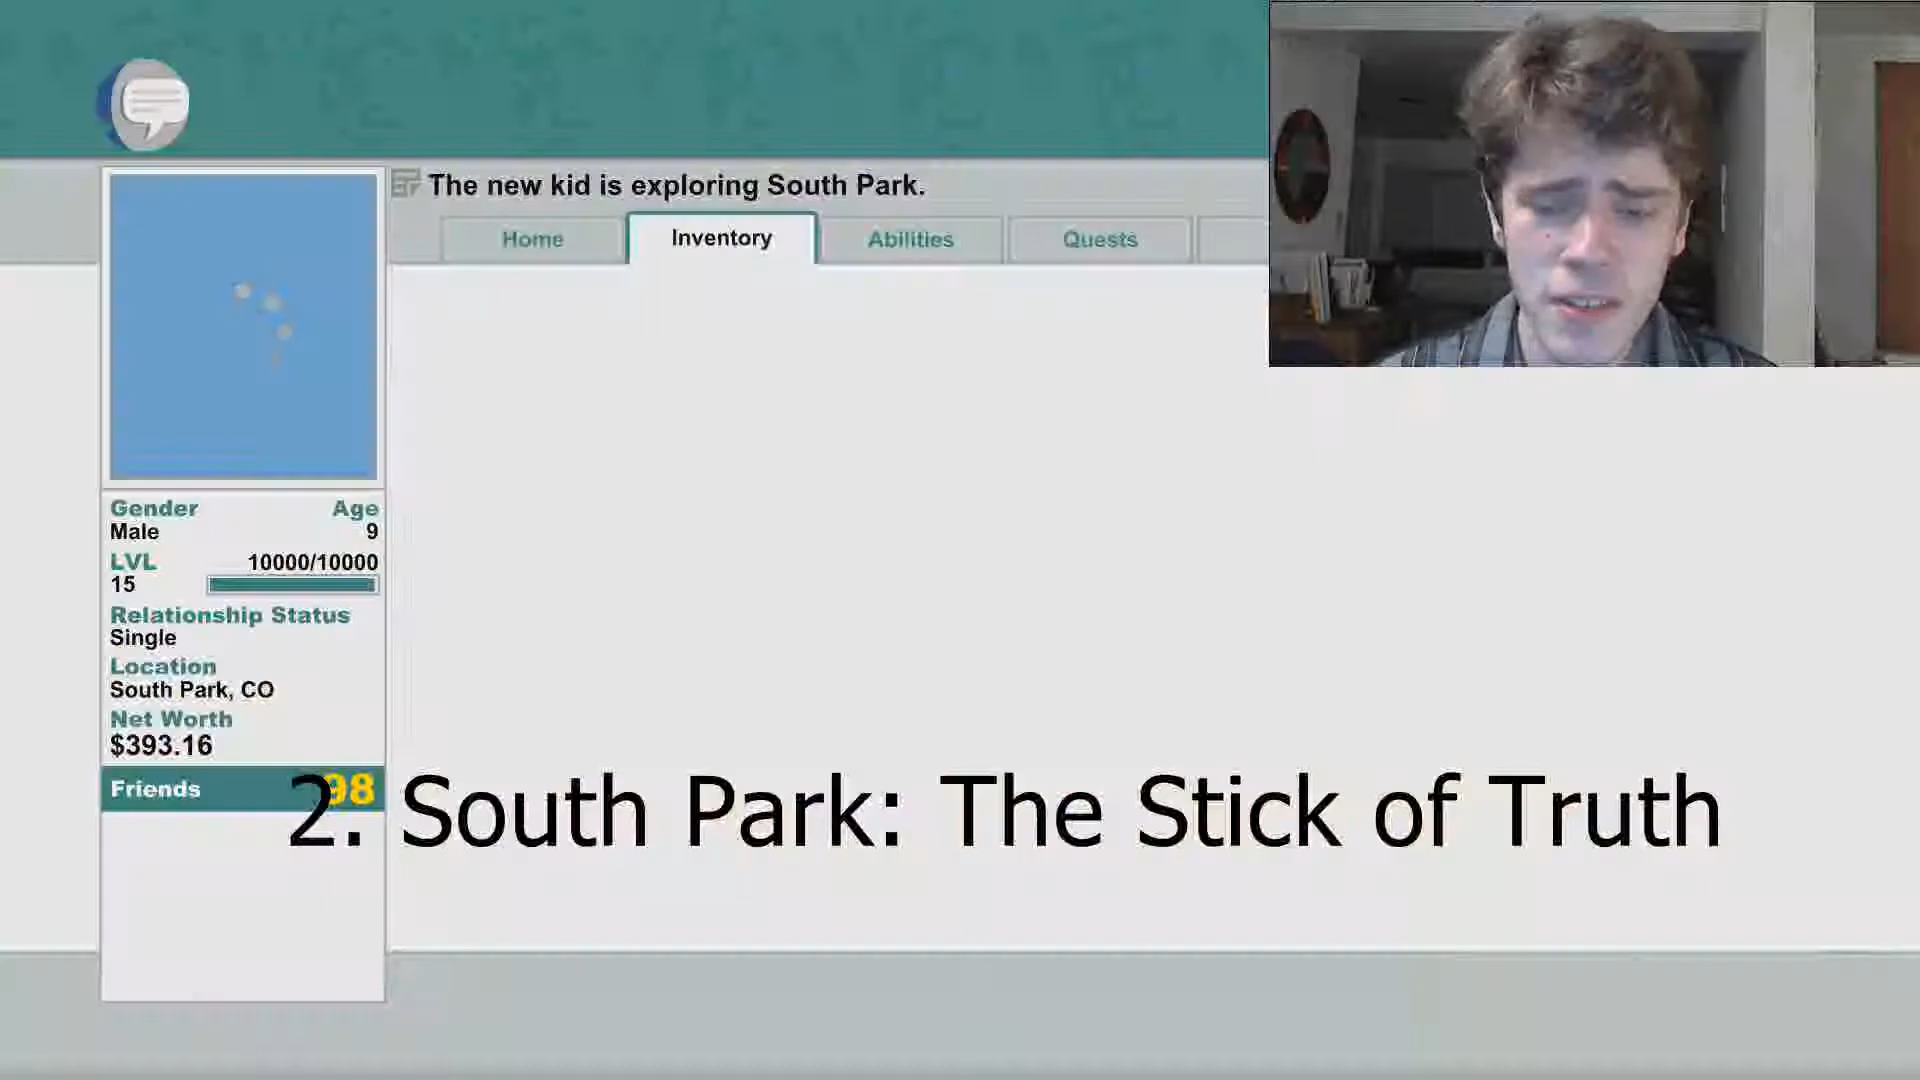 The new kid is exploring South Park.
Home Inventory Abilities Quests
Gender Age
Male 9
LVL 10000/10000
15
Relationship Status
Single
Location
South Park, CO
Net Worth
$393.16
Friends 98
2. South Park: The Stick of Truth